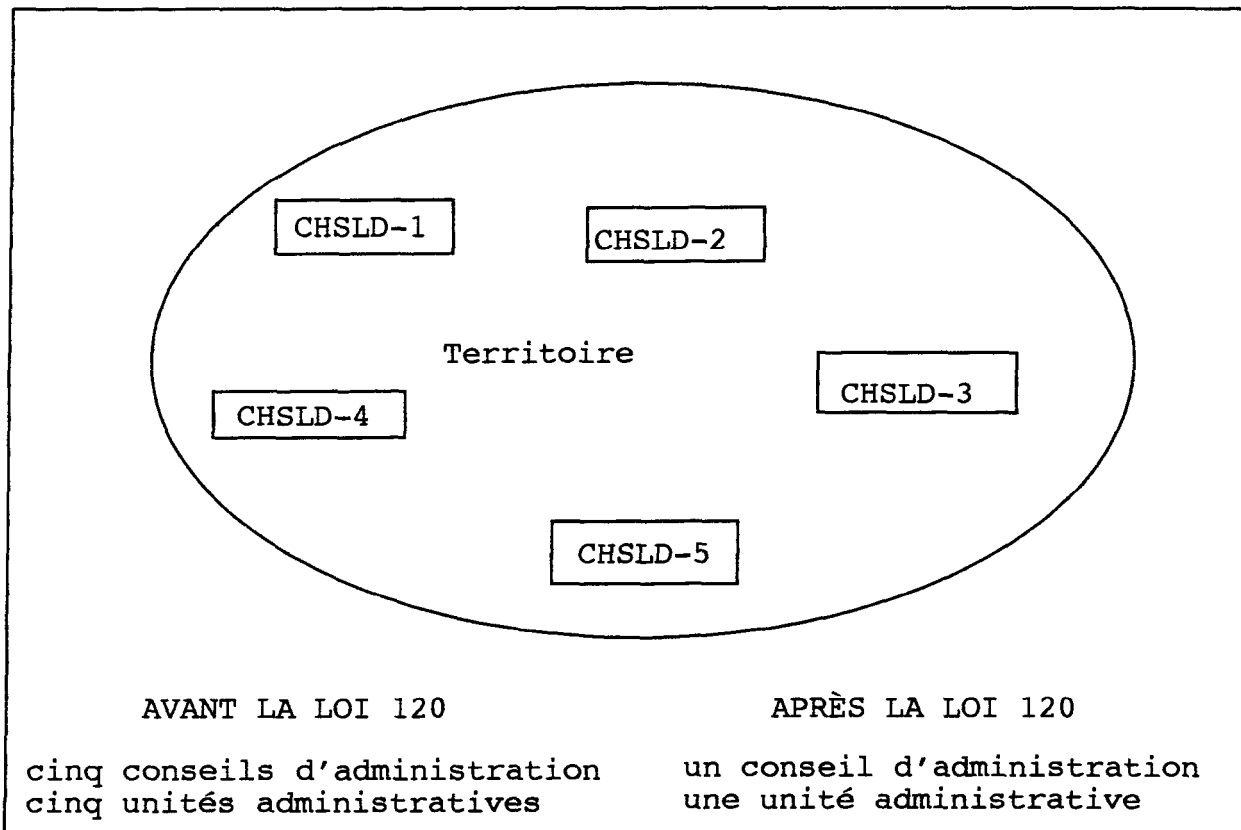 CHSLD-1
CHSLD-2
Territoire
CHSLD-3
CHSLD-4
CHSLD-5
AVANT LA LOI 120
cinq conseils d'administration
cinq unités administratives
APRÈS LA LOI 120
un conseil d'administration
une unité administrative